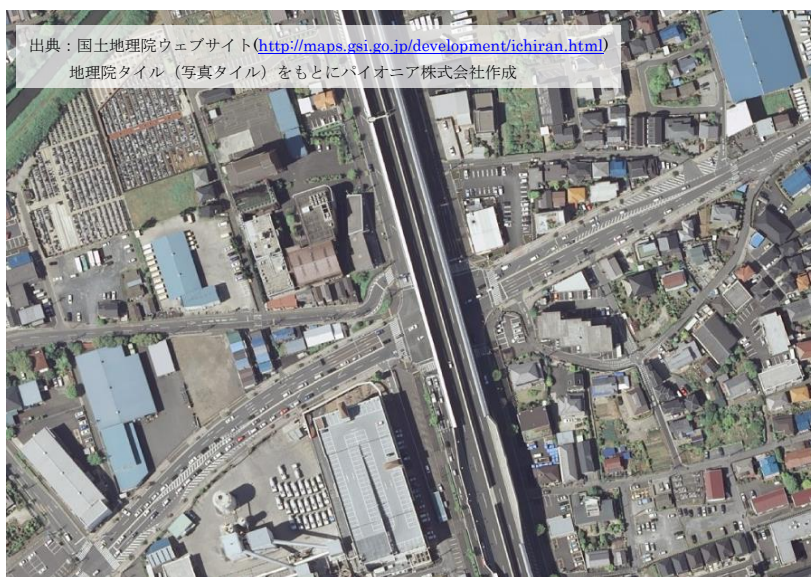 出典：国土地理院ウェブサイト(http://maps.gsi.go.jp/development/ichiran.html)
地理院タイル（写真タイル）をもとにパイオニア株式会社作成